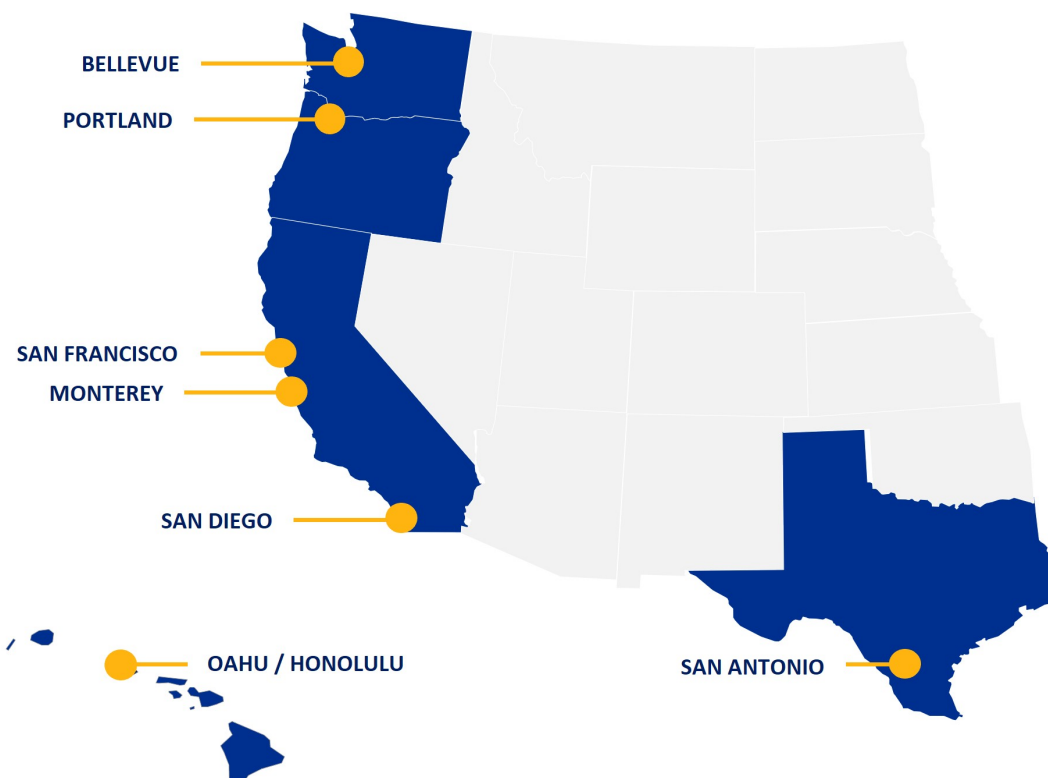 BELLEVUE
PORTLAND
SAN FRANCISCO
MONTEREY
SAN DIEGO
OAHU / HONOLULU
SAN ANTONIO